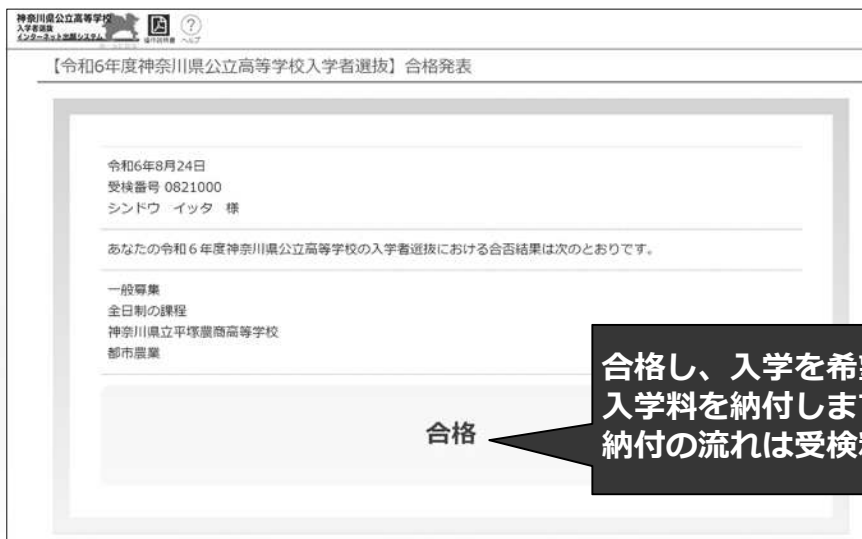 神奈川県公立高等学校
入学者選抜
インターネット出願システム
操作説明書 ヘルプ
【令和6年度神奈川県公立高等学校入学者選抜】合格発表
令和6年8月24日
受検番号 0821000
シンドウ イッタ 様
あなたの令和6年度神奈川県公立高等学校の入学者選抜における合否結果は次のとおりです。
一般募集
全日制の課程
神奈川県立平塚農商高等学校
都市農業
合格
合格し、入学を希
入学料を納付しま
納付の流れは受検